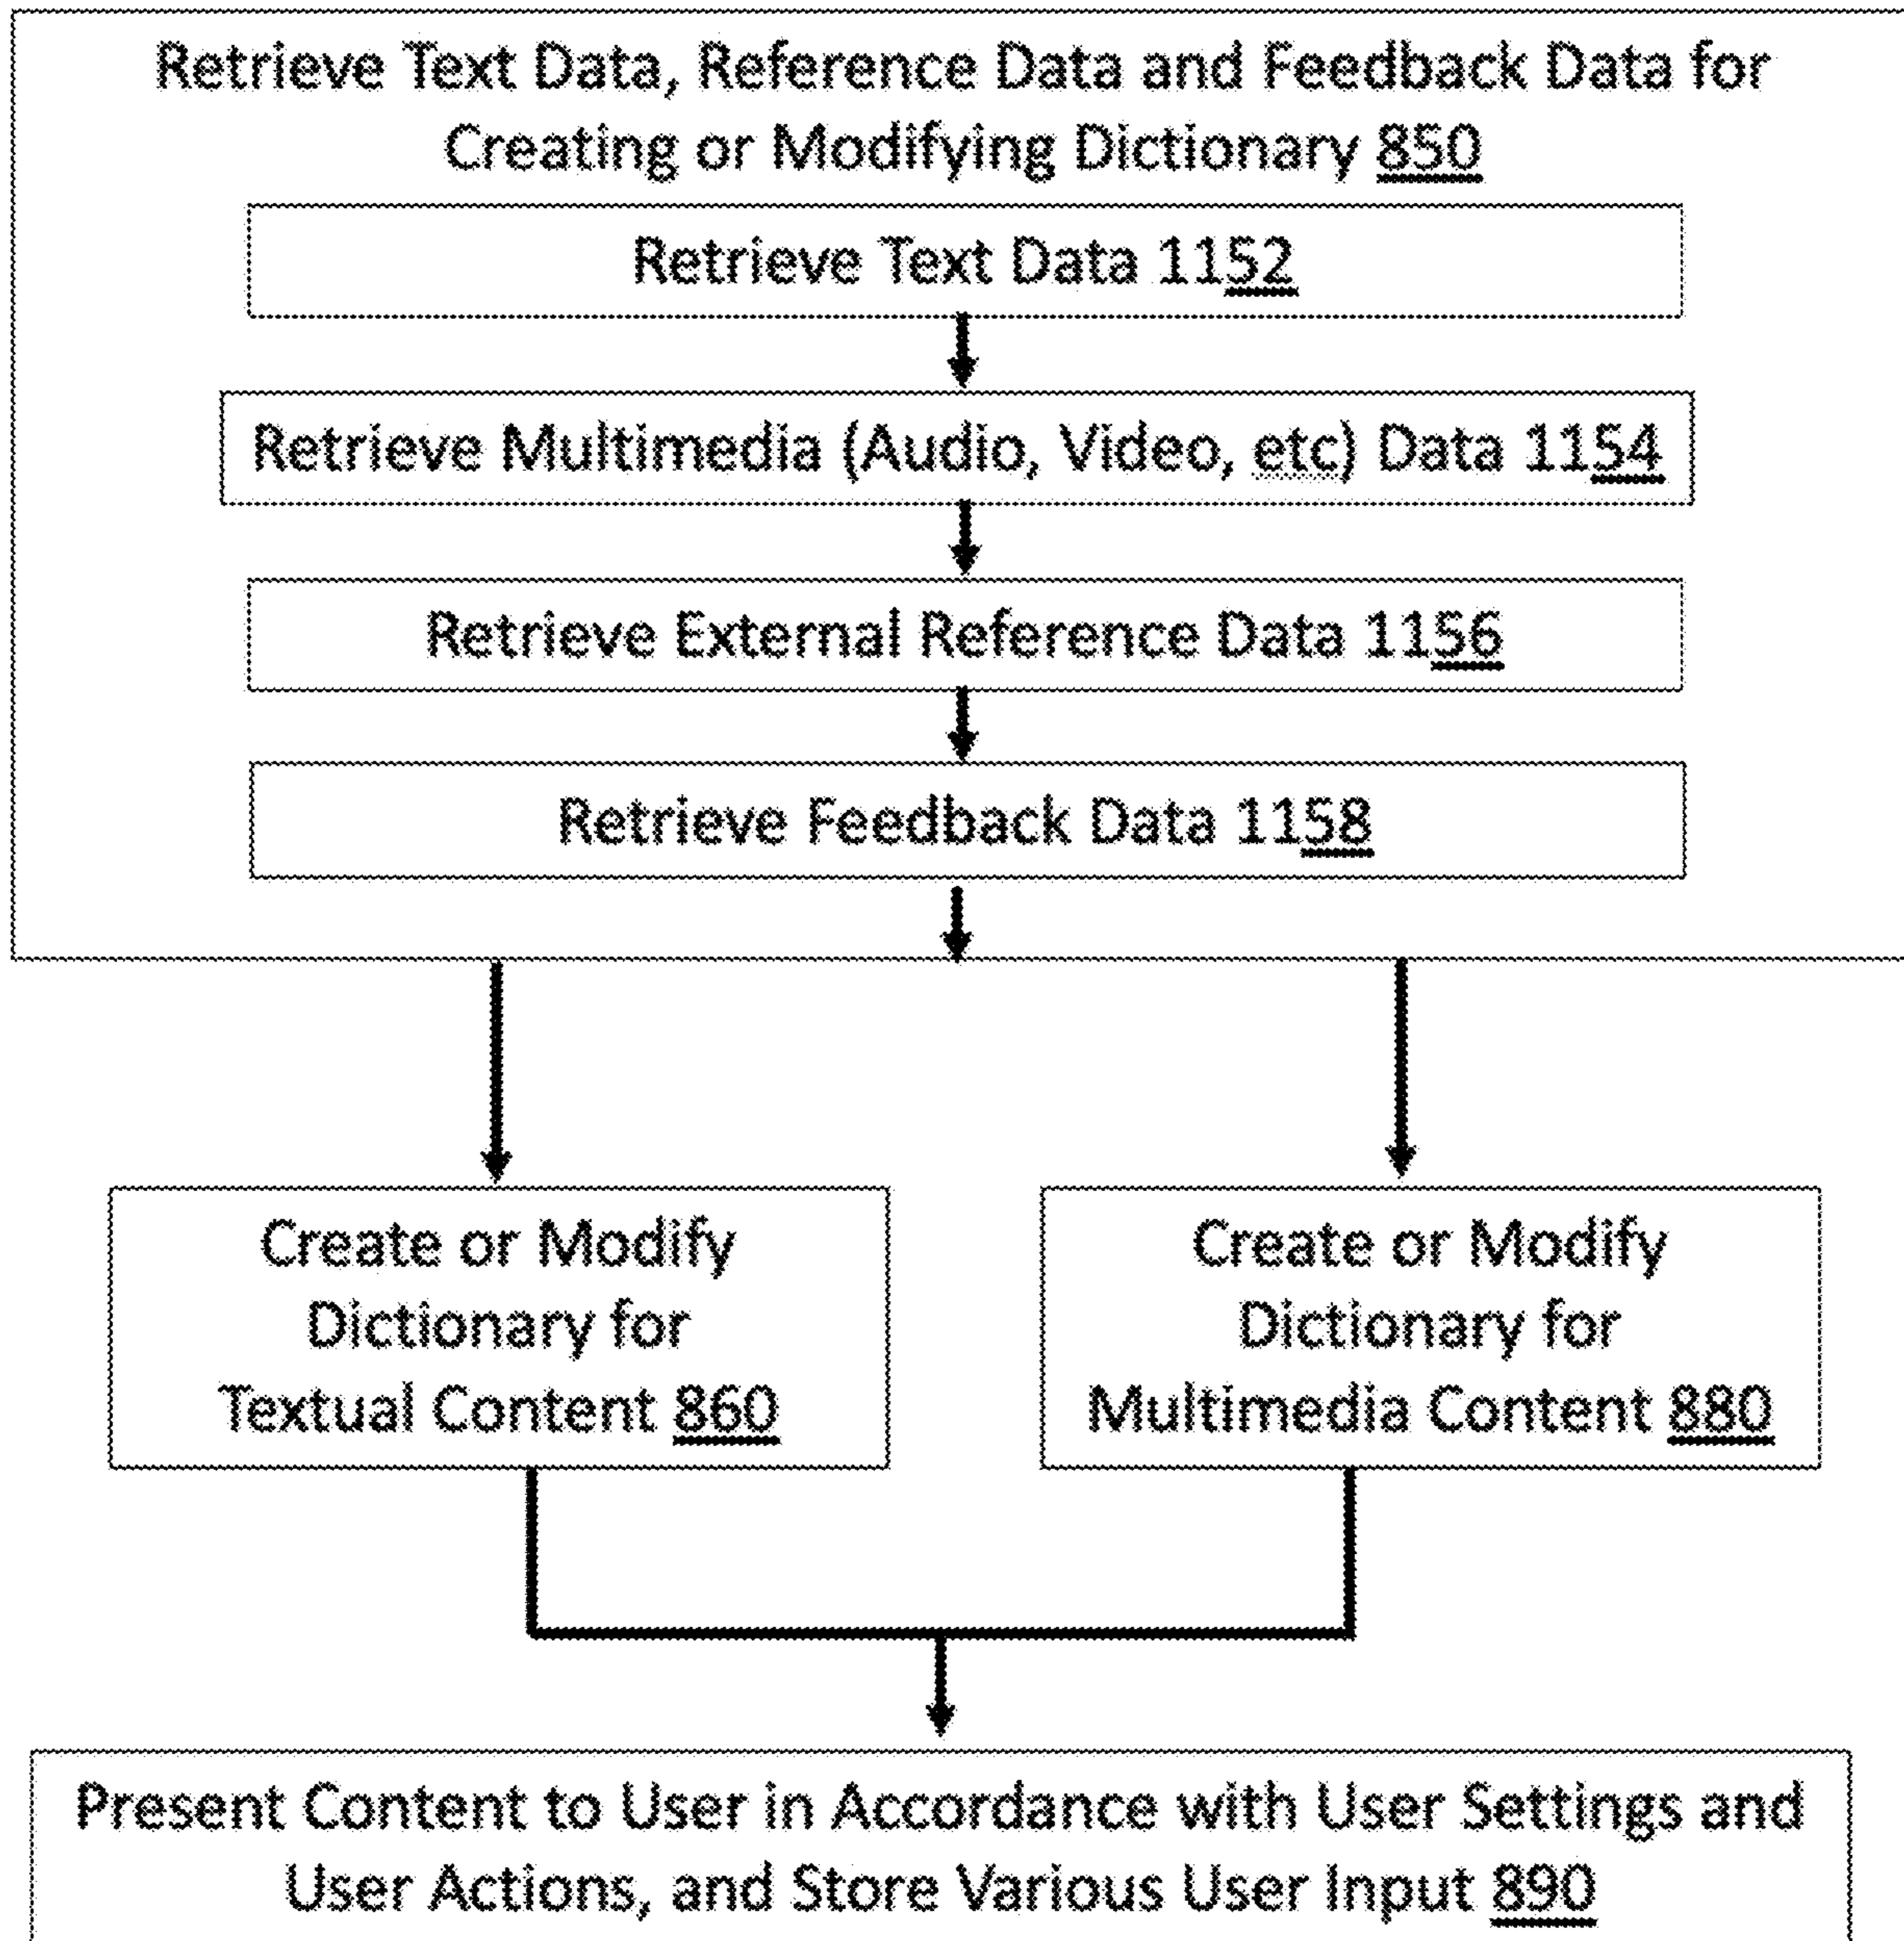 Retrieve Text Data, Reference Data and Feedback Data for
Creating or Modifying Dictionary 850
Retrieve Text Data 1152
Retrieve Multimedia (Audio, Video, etc) Data 1154
Retrieve External Reference Data 1156
Retrieve Feedback Data 1158
Create or Modify
Dictionary for
Textual Content 860
Create or Modify
Dictionary for
Multimedia Content 880
Present Content to User in Accordance with User Settings and
User Actions, and Store Various User Input 890